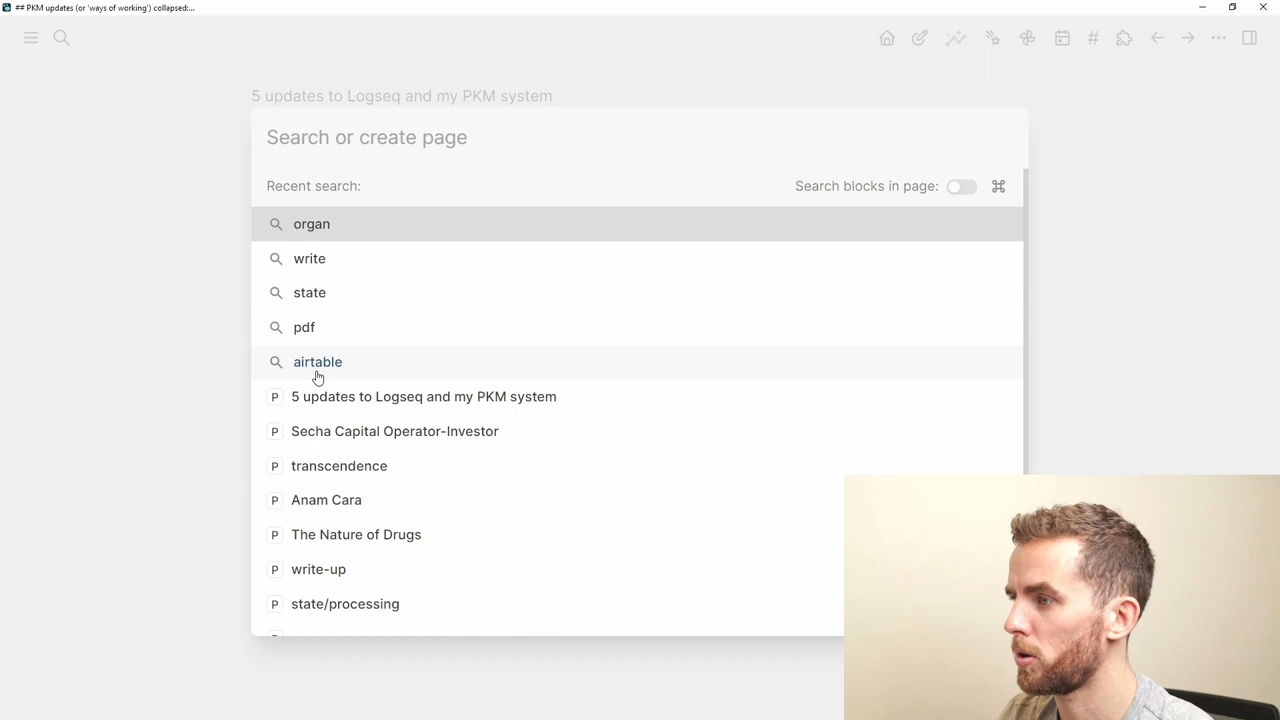 ## PKM updates (or 'ways of working') collapsed:...
5 updates to Logseq and my PKM system
Search or create page
Recent search:
Search blocks in page:
organ
write
state
pdf
airtable
P 5 updates to Logseq and my PKM system
P Secha Capital Operator-Investor
P transcendence
P Anam Cara
P The Nature of Drugs
P write-up
P state/processing